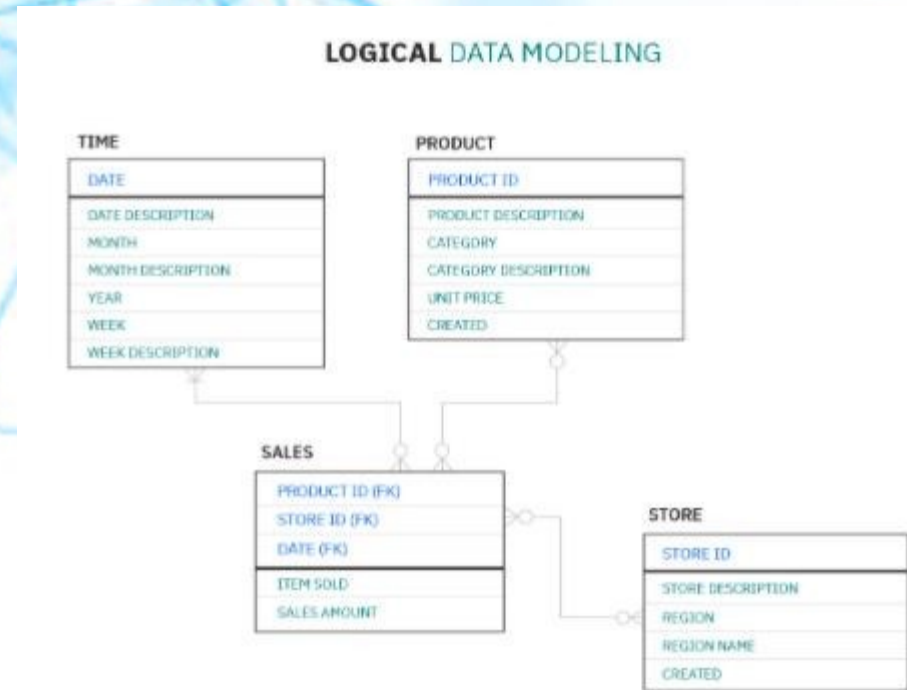 LOGICAL DATA MODELING
TIME
DATE
DATE DESCRIPTION
MONTH
MONTH DESCRIPTION
YEAR
WEEK
WEEK DESCRIPTION
PRODUCT
PRODUCT ID
PRODUCT DESCRIPTION
CATEGORY
CATEGORY DESCRIPTION
UNIT PRICE
CREATED
SALES
PRODUCT ID (FK)
STORE ID (FK)
DATE (FK)
ITEM SOLD
SALES AMOUNT
STORE
STORE ID
STORE DESCRIPTION
REGION
REGION NAME
CREATED